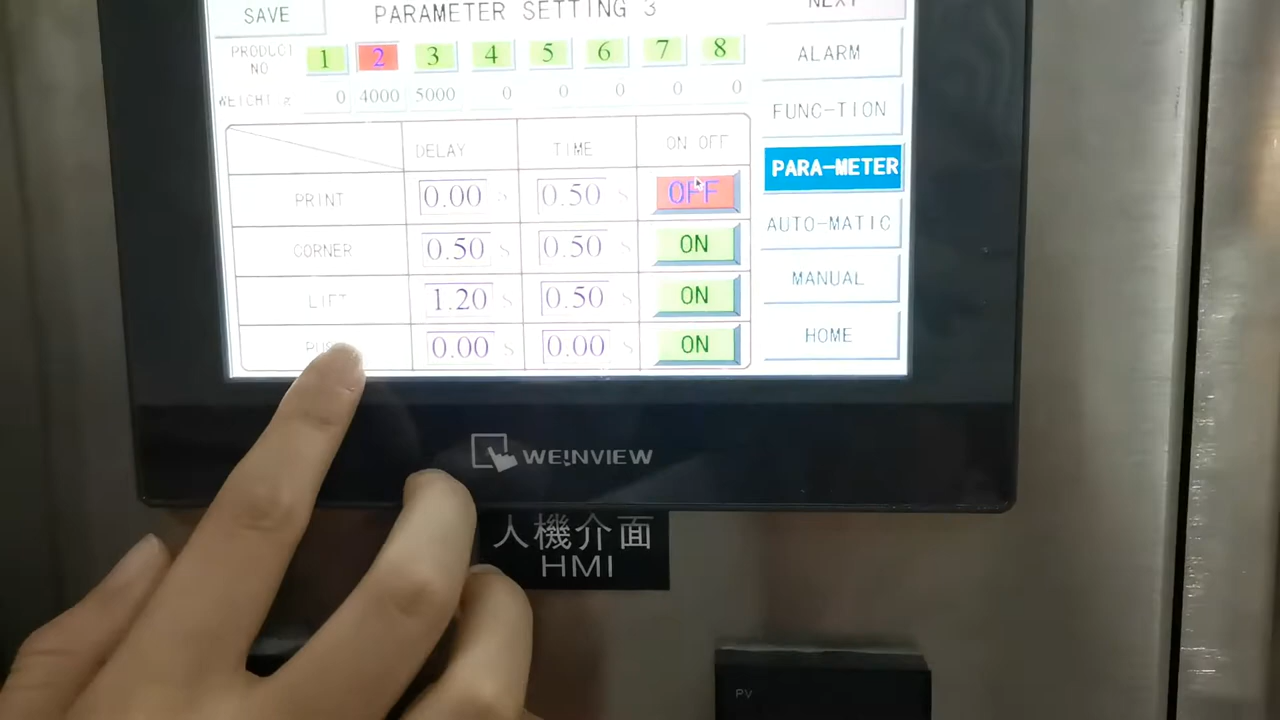 SAVE PARAMETER SETTING 3 NEXT
PRODUCT NO 1 2 3 4 5 6 7 8
WEIGHT g 0 4000 5000 0 0 0 0 0
DELAY TIME ON OFF
PRINT 0.00 S 0.50 S OFF
CORNER 0.50 S 0.50 S ON
LIFT 1.20 S 0.50 S ON
0.00 S 0.00 S ON
ALARM
FUNC-TION
PARA-METER
AUTO-MATIC
MANUAL
HOME
WEINVIEW
人機介面
HMI
PV